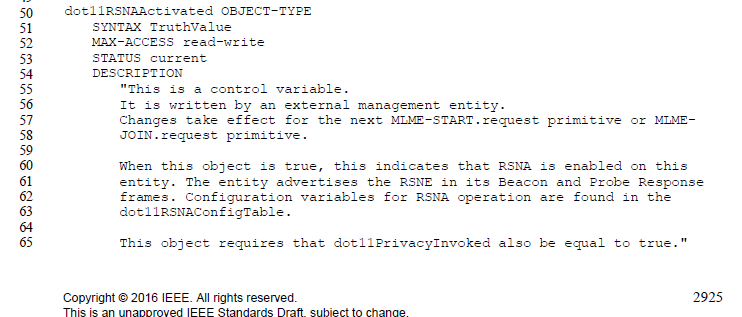 50 dot11RSNAActivated OBJECT-TYPE
51 SYNTAX TruthValue
52 MAX-ACCESS read-write
53 STATUS current
54 DESCRIPTION
55 "This is a control variable.
56 It is written by an external management entity.
57 Changes take effect for the next MLME-START.request primitive or MLME-
58 JOIN.request primitive.
59
60 When this object is true, this indicates that RSNA is enabled on this
61 entity. The entity advertises the RSNE in its Beacon and Probe Response
62 frames. Configuration variables for RSNA operation are found in the
63 dot11RSNAConfigTable.
64
65 This object requires that dot11PrivacyInvoked also be equal to true."
Copyright © 2016 IEEE. All rights reserved. 2925
This is an unapproved IEEE Standards Draft, subject to change.